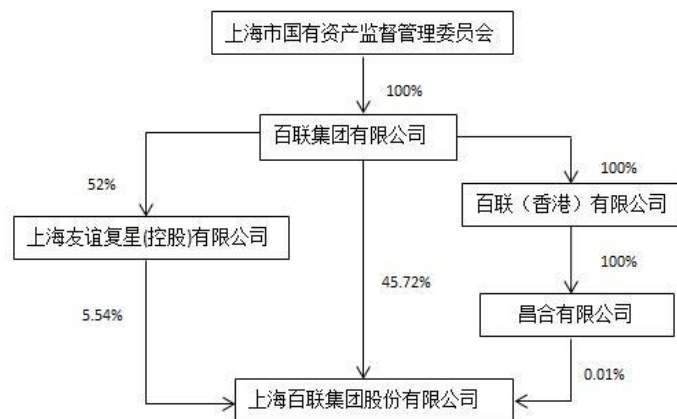 上海市国有资产监督管理委员会
100%
百联集团有限公司
52%
100%
百联（香港）有限公司
上海友谊复星(控股)有限公司
100%
45.72%
5.54%
昌合有限公司
0.01%
上海百联集团股份有限公司